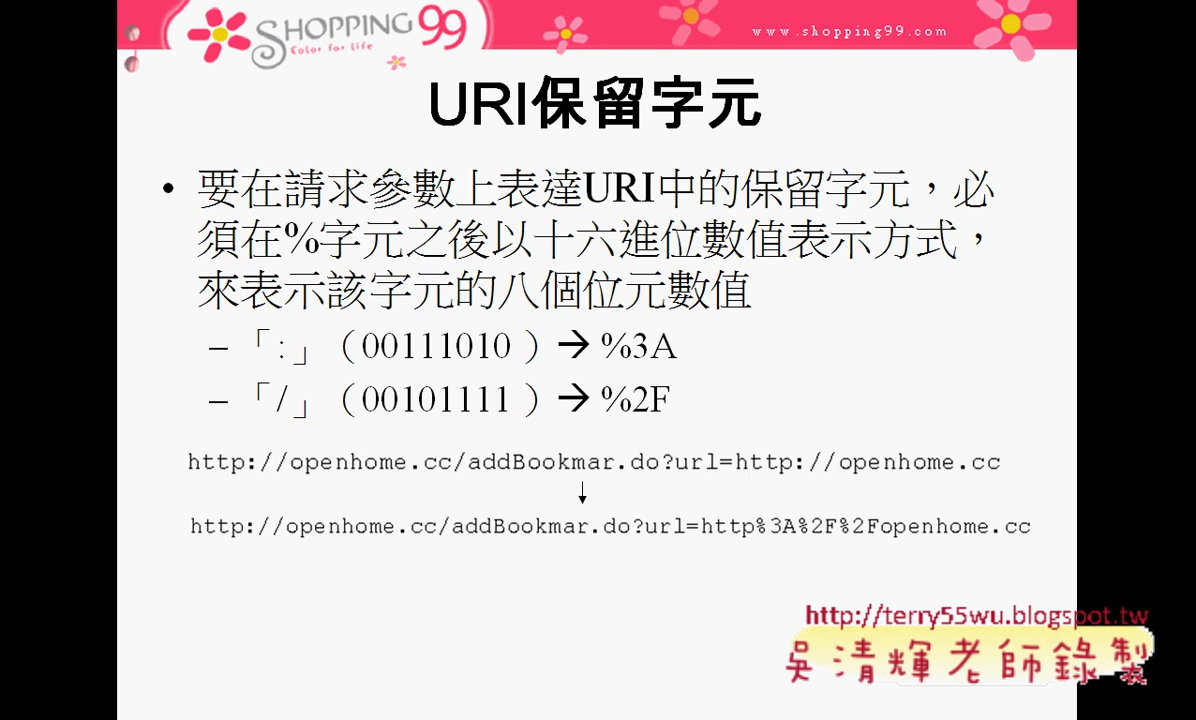 SHOPPING 99
Color for Life
www.shopping99.com
URI保留字元
• 要在請求參數上表達URI中的保留字元，必
須在%字元之後以十六進位數值表示方式，
來表示該字元的八個位元數值
–「:」（00111010 ）→ %3A
–「/」（00101111 ）→ %2F
http://openhome.cc/addBookmar.do?url=http://openhome.cc
↓
http://openhome.cc/addBookmar.do?url=http%3A%2F%2Fopenhome.cc
http://terry55wu.blogspot.tw
吳清輝老師錄製